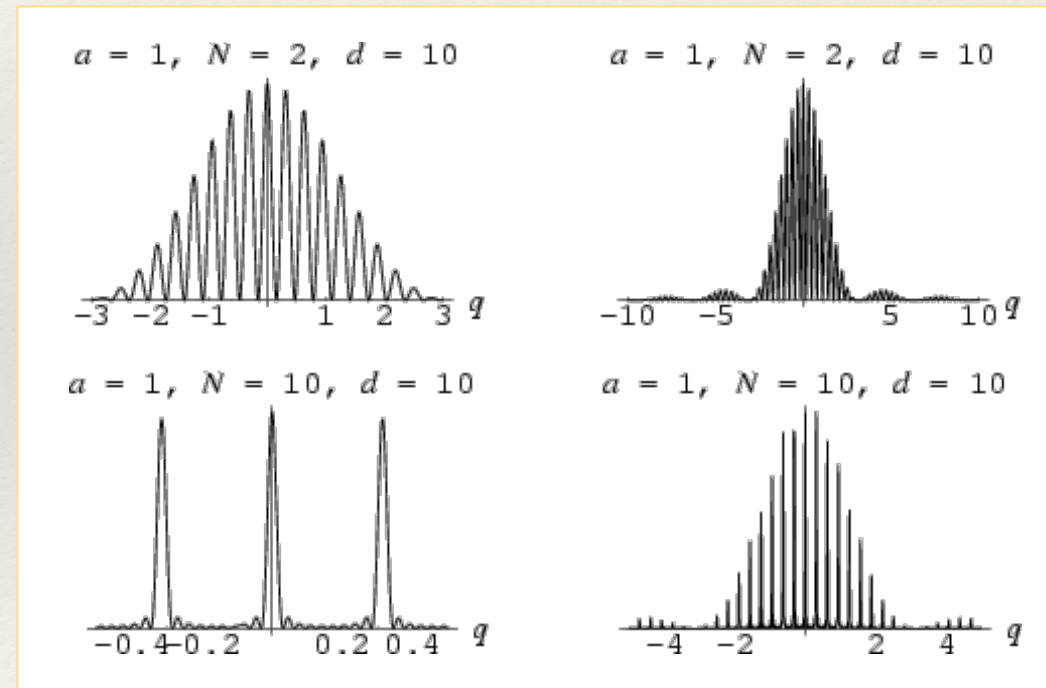 a = 1, N = 2, d = 10
-3 -2 -1 1 2 3 q
a = 1, N = 2, d = 10
-10 -5 5 10 q
a = 1, N = 10, d = 10
-0.4 -0.2 0.2 0.4 q
a = 1, N = 10, d = 10
-4 -2 2 4 q